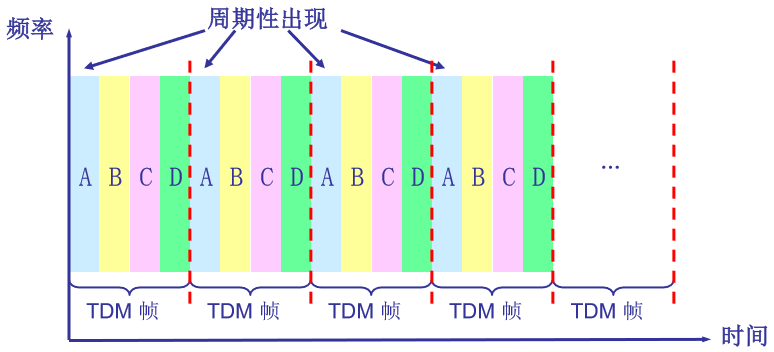 周期性出现
频率
A B C D A B C D A B C D A B C D ...
TDM 帧 TDM 帧 TDM 帧 TDM 帧 TDM 帧
时间